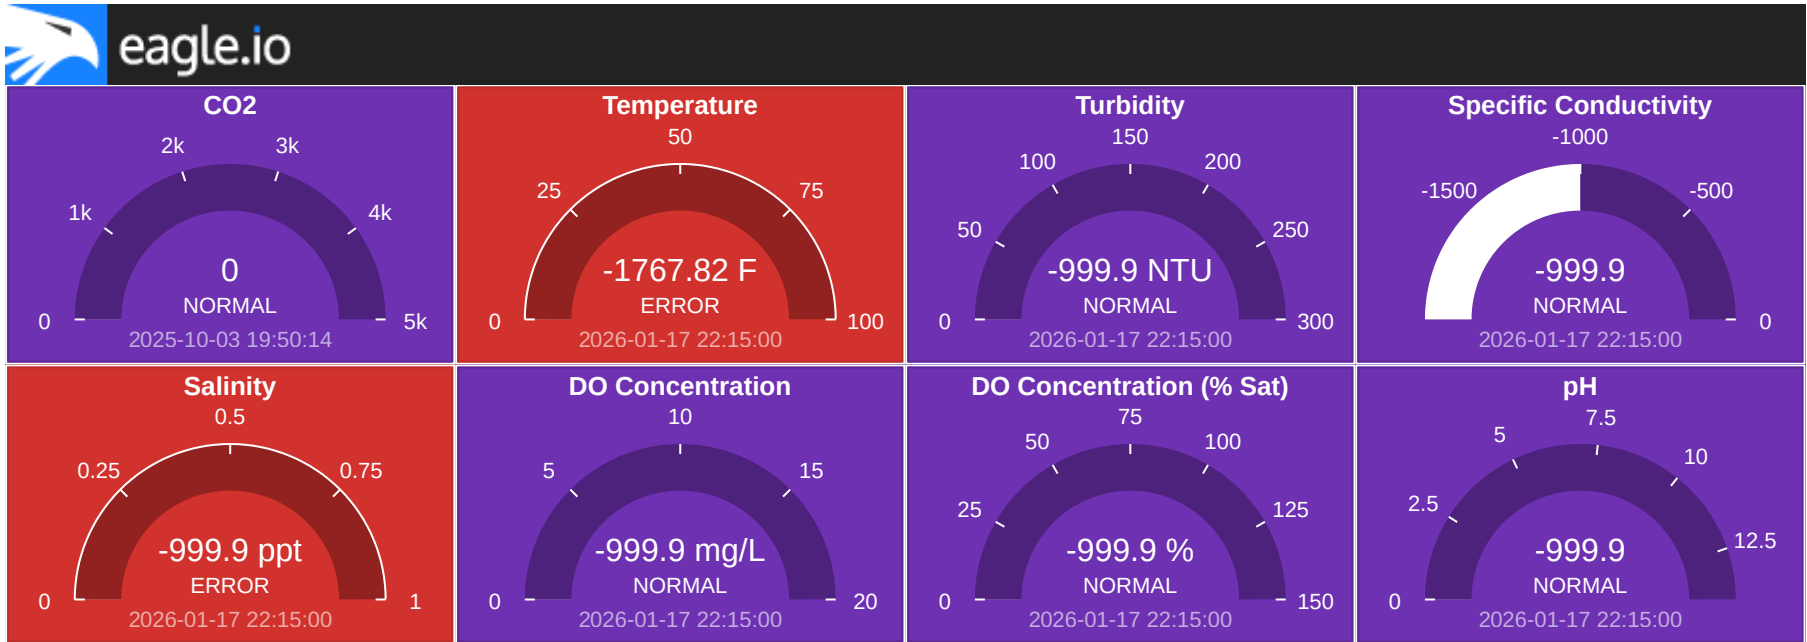 eagle.io
CO2
2k
3k
1k
4k
0
NORMAL
0
5k
2025-10-03 19:50:14
Temperature
50
25
75
-1767.82 F
ERROR
0
100
2026-01-17 22:15:00
Turbidity
150
100
200
50
250
-999.9 NTU
NORMAL
0
300
2026-01-17 22:15:00
Specific Conductivity
-1000
-1500
-500
-999.9
NORMAL
0
2026-01-17 22:15:00
Salinity
0.5
0.25
0.75
-999.9 ppt
ERROR
0
1
2026-01-17 22:15:00
DO Concentration
10
5
15
-999.9 mg/L
NORMAL
0
20
2026-01-17 22:15:00
DO Concentration (% Sat)
75
50
100
25
125
-999.9 %
NORMAL
0
150
2026-01-17 22:15:00
pH
7.5
5
10
2.5
12.5
-999.9
NORMAL
0
2026-01-17 22:15:00